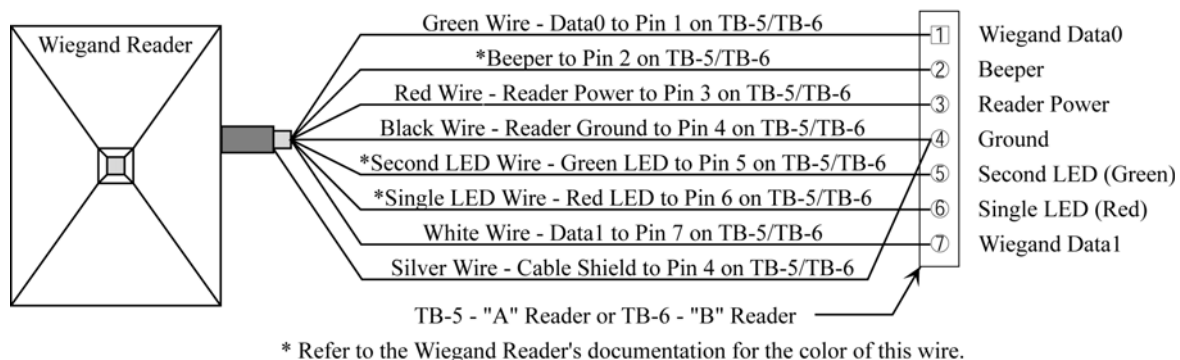 Wiegand Reader
Green Wire - Data0 to Pin 1 on TB-5/TB-6
*Beeper to Pin 2 on TB-5/TB-6
Red Wire - Reader Power to Pin 3 on TB-5/TB-6
Black Wire - Reader Ground to Pin 4 on TB-5/TB-6
*Second LED Wire - Green LED to Pin 5 on TB-5/TB-6
*Single LED Wire - Red LED to Pin 6 on TB-5/TB-6
White Wire - Data1 to Pin 7 on TB-5/TB-6
Silver Wire - Cable Shield to Pin 4 on TB-5/TB-6
1 Wiegand Data0
2 Beeper
3 Reader Power
4 Ground
5 Second LED (Green)
6 Single LED (Red)
7 Wiegand Data1
TB-5 - "A" Reader or TB-6 - "B" Reader
* Refer to the Wiegand Reader's documentation for the color of this wire.